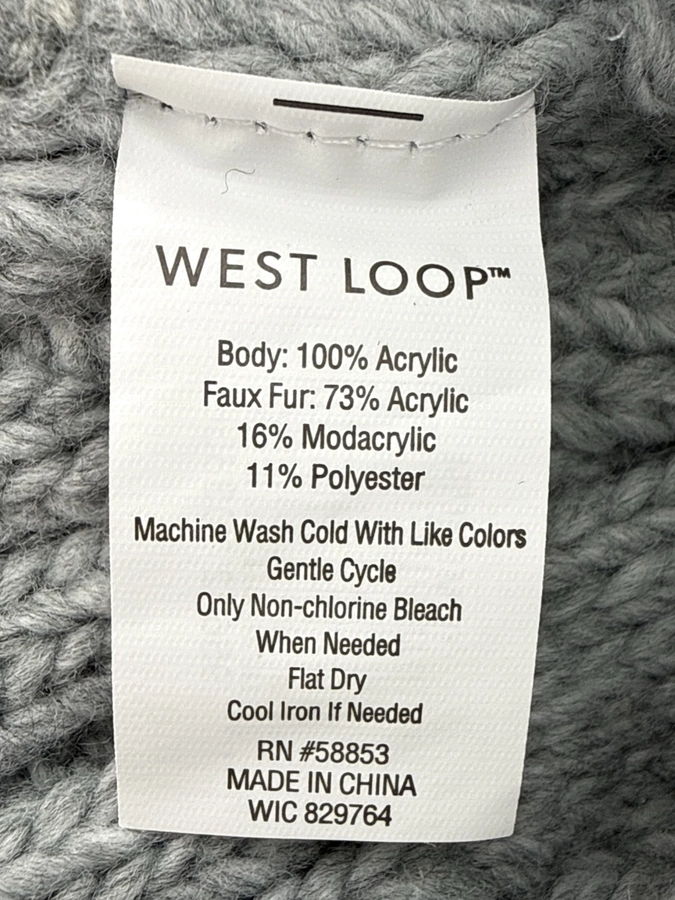 WEST LOOP™
Body: 100% Acrylic
Faux Fur: 73% Acrylic
16% Modacrylic
11% Polyester
Machine Wash Cold With Like Colors
Gentle Cycle
Only Non-chlorine Bleach
When Needed
Flat Dry
Cool Iron If Needed
RN #58853
MADE IN CHINA
WIC 829764